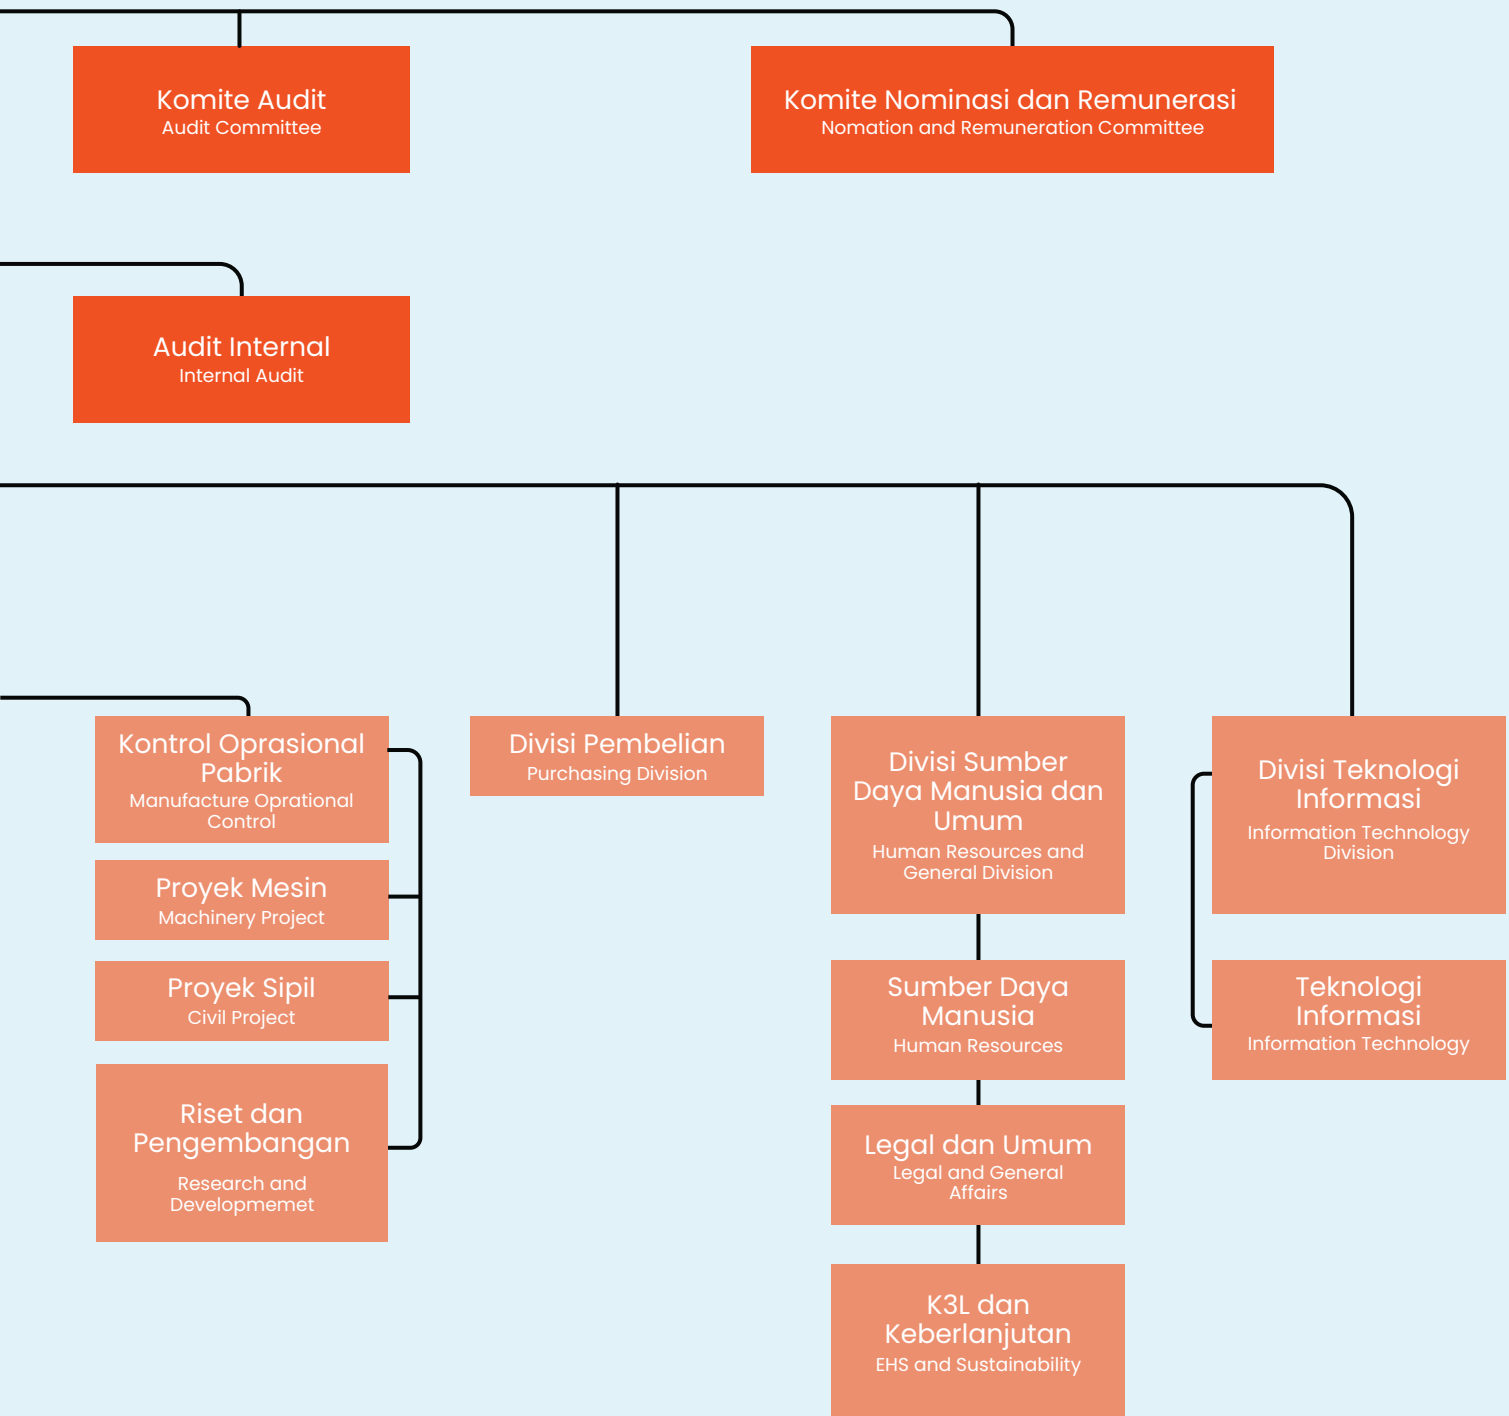 Komite Audit
Audit Committee
Komite Nominasi dan Remunerasi
Nomation and Remuneration Committee
Audit Internal
Internal Audit
Kontrol Oprasional
Pabrik
Manufacture Oprational
Control
Proyek Mesin
Machinery Project
Proyek Sipil
Civil Project
Riset dan
Pengembangan
Research and
Developmemet
Divisi Pembelian
Purchasing Division
Divisi Sumber
Daya Manusia dan
Umum
Human Resources and
General Division
Sumber Daya
Manusia
Human Resources
Legal dan Umum
Legal and General
Affairs
K3L dan
Keberlanjutan
EHS and Sustainability
Divisi Teknologi
Informasi
Information Technology
Division
Teknologi
Informasi
Information Technology